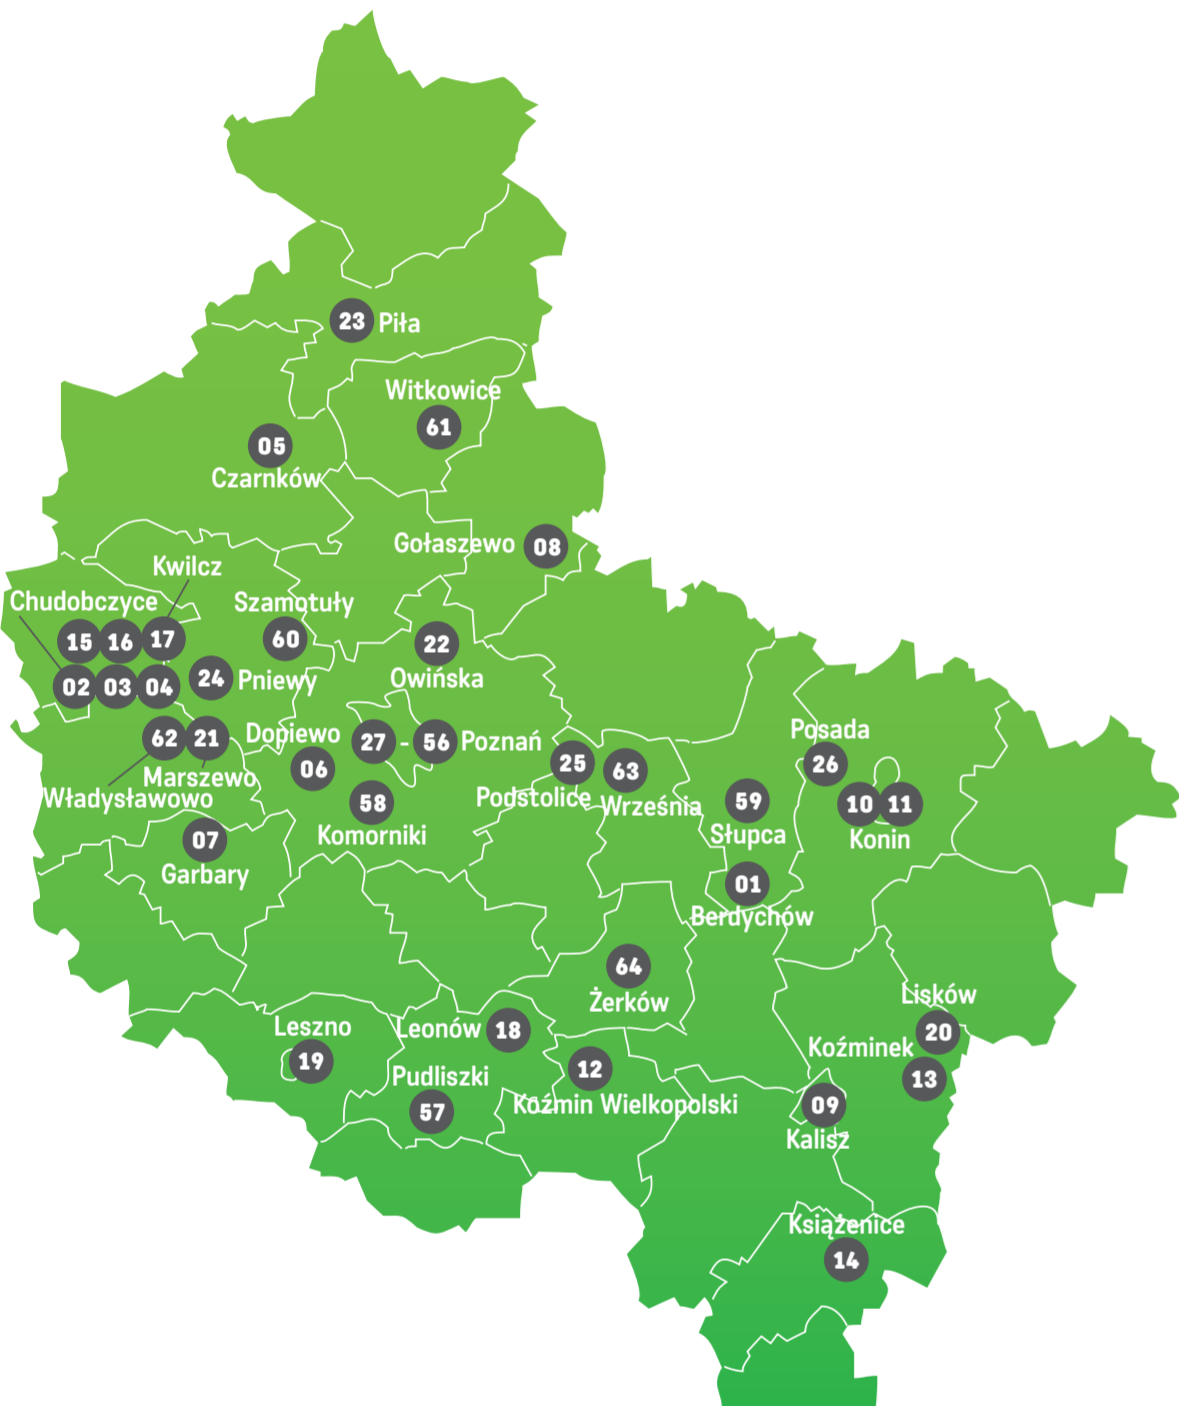 23 Piła
Witkowice
61
05
Czarnków
Gołaszewo 08
Kwilcz
Chudobczyce
Szamotuły
15 16 17
60
22
Owińska
02 03 04
24 Pniewy
62 21
Dopiewo
27 - 56 Poznań
06
Marszewo
Władysławowo
58
Komorniki
25
63
Podstolice
Września
Posada
26
59
Słupca
10 11
Konin
07
Garbary
01
Berdychów
64
Żerków
Lisków
20
Leszno
19
Leonów 18
Koźminek
13
12
Koźmin Wielkopolski
Pudliszki
57
09
Kalisz
Książenice
14